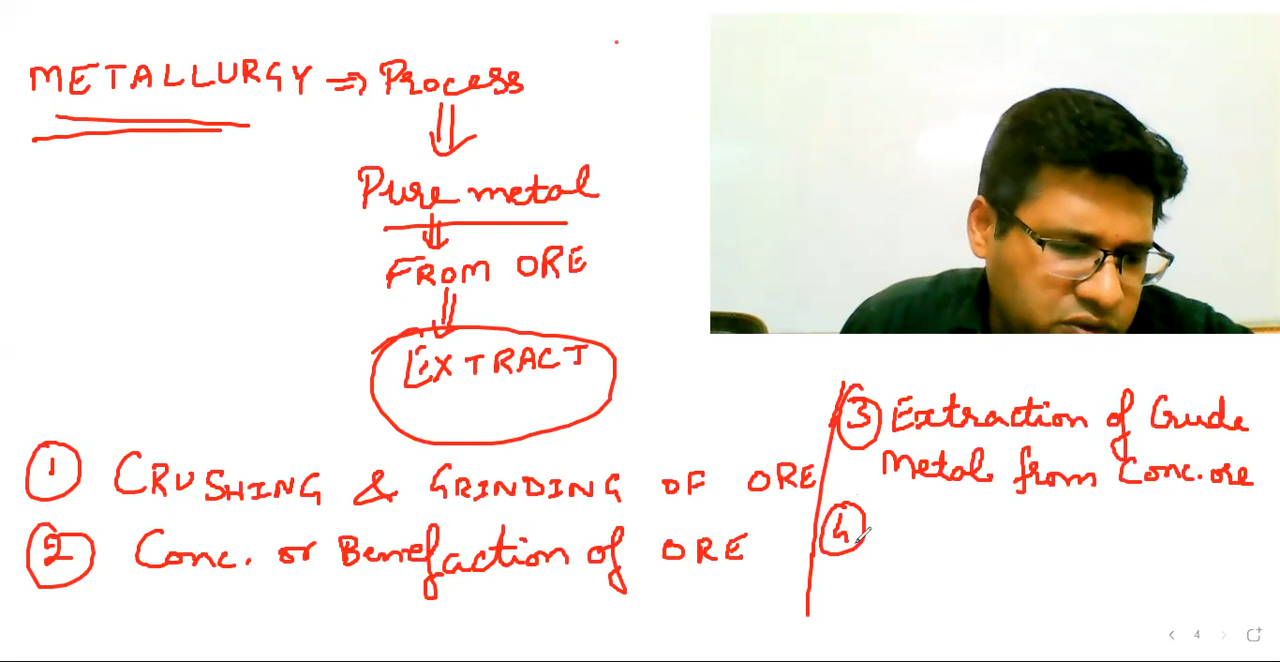 METALLURGY ⇒ Process
Pure metal
FROM ORE
EXTRACT
1 CRUSHING & GRINDING OF ORE
2 Conc. or Benefaction of ORE
3 Extraction of Crude
Metal from Conc. ore
4
4